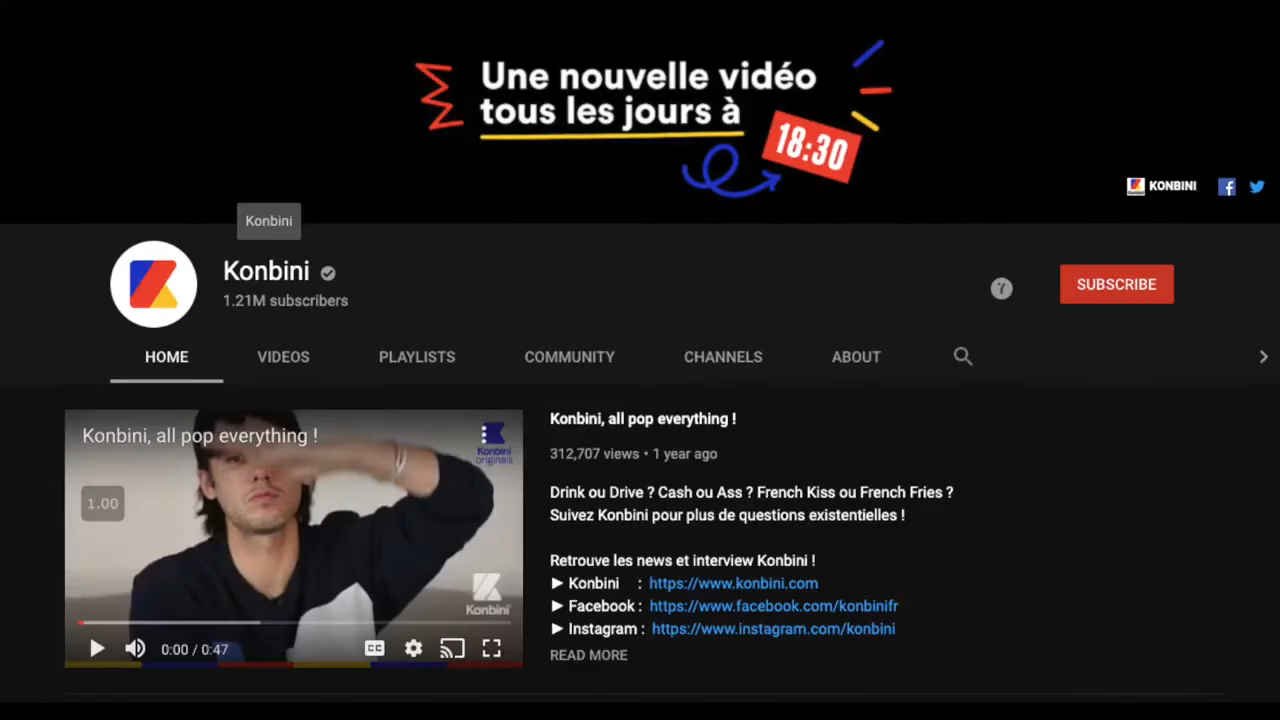 Une nouvelle vidéo
tous les jours à
18:30
KONBINI
Konbini
Konbini
1.21M subscribers
SUBSCRIBE
HOME VIDEOS PLAYLISTS COMMUNITY CHANNELS ABOUT
Konbini, all pop everything !
Konbini
originals
1.00
Konbini
0:00 / 0:47
CC
Konbini, all pop everything !
312,707 views • 1 year ago
Drink ou Drive ? Cash ou Ass ? French Kiss ou French Fries ?
Suivez Konbini pour plus de questions existentielles !
Retrouve les news et interview Konbini !
► Konbini : https://www.konbini.com
► Facebook : https://www.facebook.com/konbinifr
► Instagram : https://www.instagram.com/konbini
READ MORE